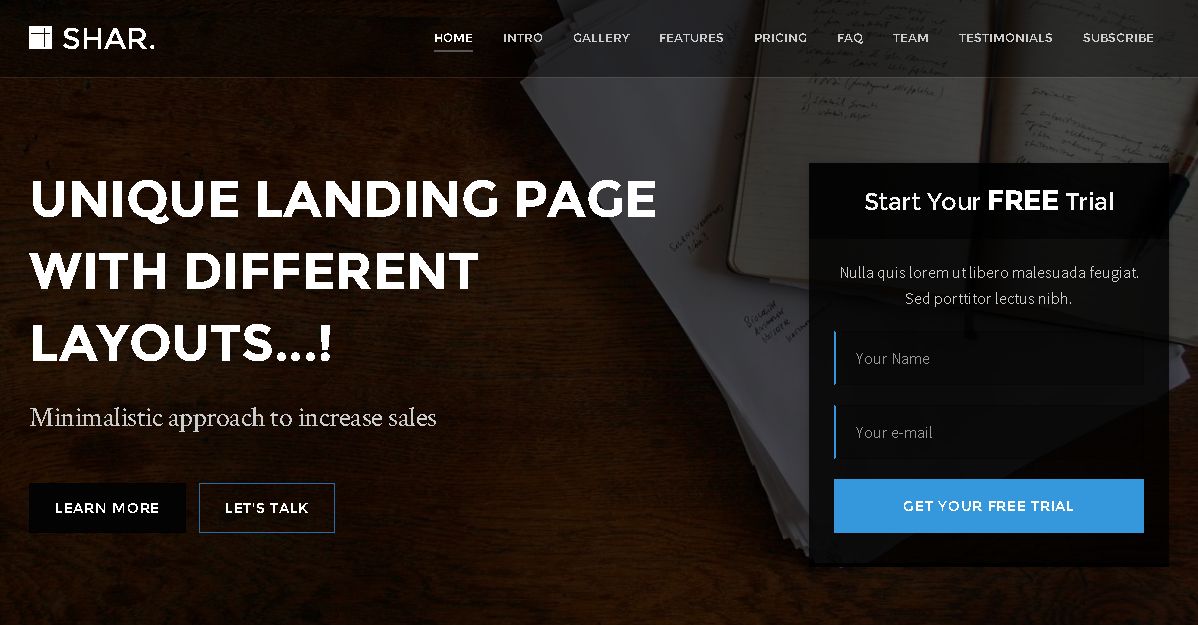 SHAR.
HOME INTRO GALLERY FEATURES PRICING FAQ TEAM TESTIMONIALS SUBSCRIBE
UNIQUE LANDING PAGE
WITH DIFFERENT
LAYOUTS...!
Minimalistic approach to increase sales
LEARN MORE LET'S TALK
Start Your FREE Trial
Nulla quis lorem ut libero malesuada feugiat.
Sed porttitor lectus nibh.
Your Name
Your e-mail
GET YOUR FREE TRIAL